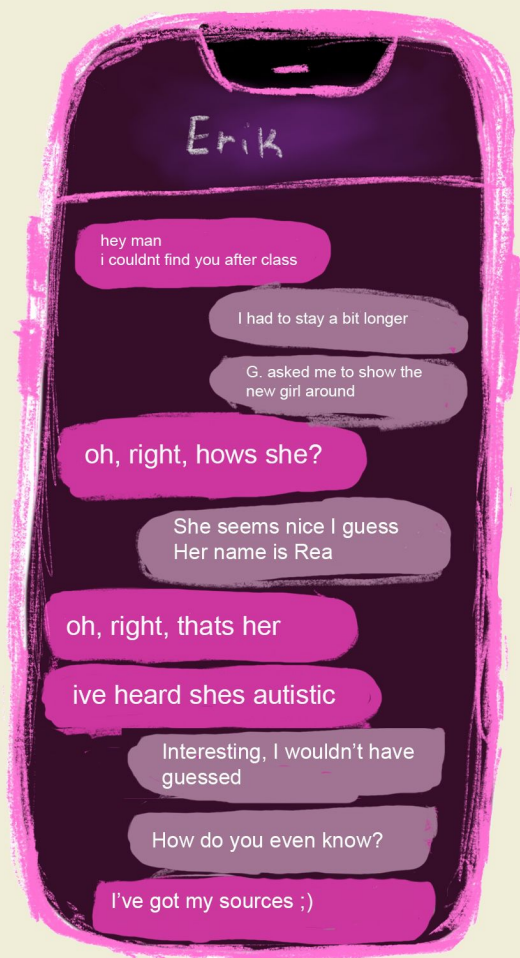 Erik
hey man
i couldnt find you after class
I had to stay a bit longer
G. asked me to show the
new girl around
oh, right, hows she?
She seems nice I guess
Her name is Rea
oh, right, thats her
ive heard shes autistic
Interesting, I wouldn't have
guessed
How do you even know?
I've got my sources ;)